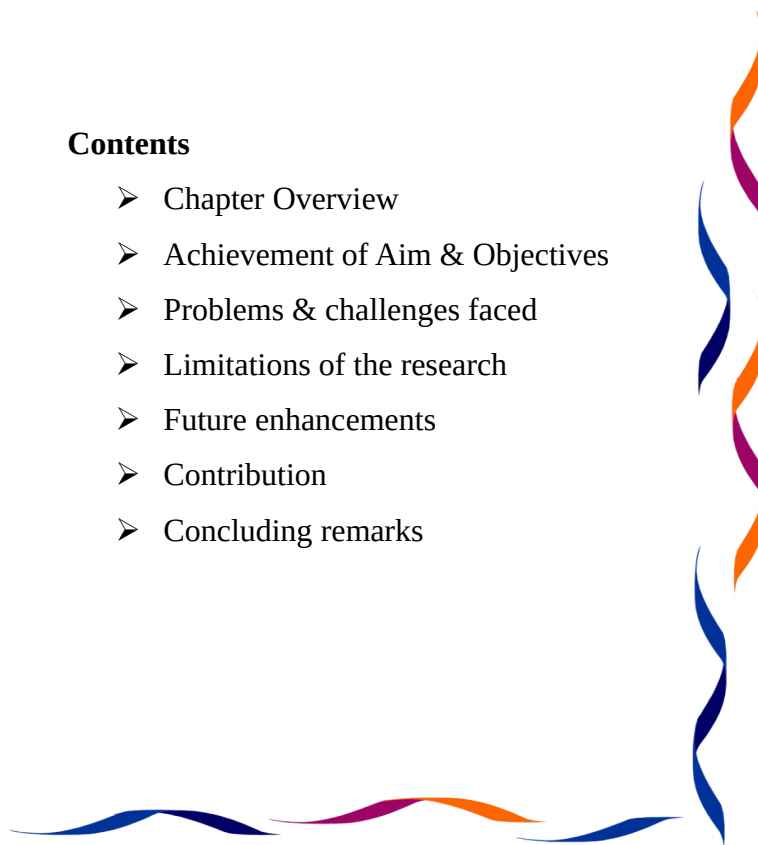 Contents
➢ Chapter Overview
➢ Achievement of Aim & Objectives
➢ Problems & challenges faced
➢ Limitations of the research
➢ Future enhancements
➢ Contribution
➢ Concluding remarks